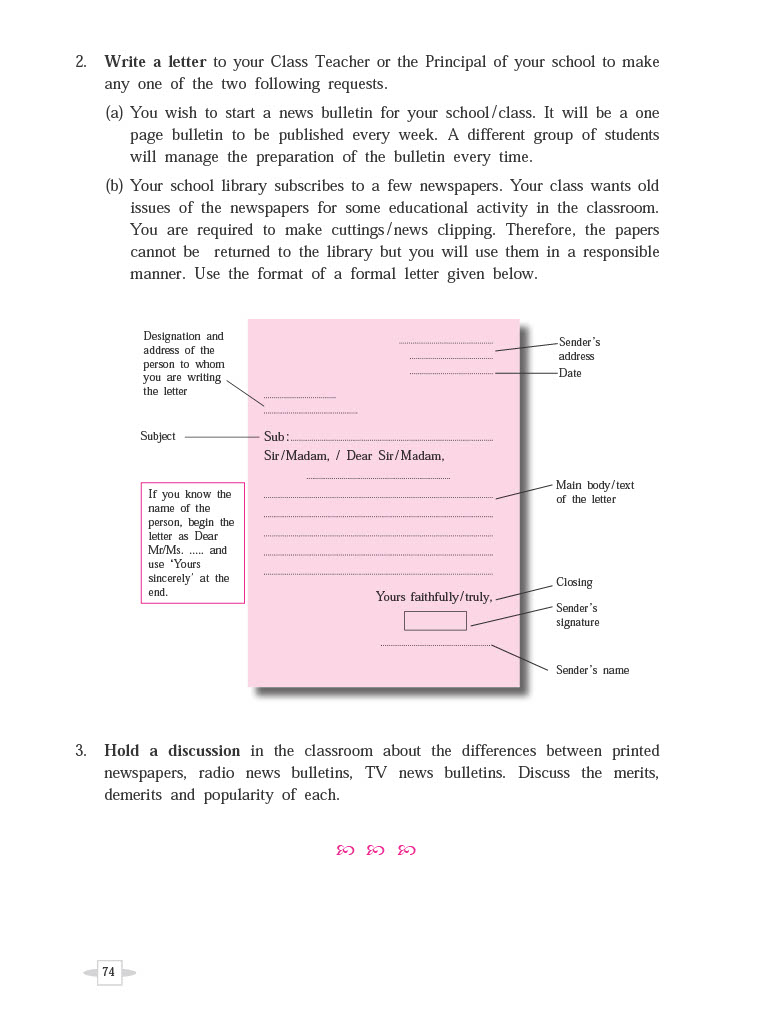 2. Write a letter to your Class Teacher or the Principal of your school to make
any one of the two following requests.
(a) You wish to start a news bulletin for your school/class. It will be a one
page bulletin to be published every week. A different group of students
will manage the preparation of the bulletin every time.
(b) Your school library subscribes to a few newspapers. Your class wants old
issues of the newspapers for some educational activity in the classroom.
You are required to make cuttings/news clipping. Therefore, the papers
cannot be returned to the library but you will use them in a responsible
manner. Use the format of a formal letter given below.
Designation and
address of the
person to whom
you are writing
the letter
Sender's
address
Date
Subject
Sub:
Sir/Madam, / Dear Sir/Madam,
If you know the
name of the
person, begin the
letter as Dear
Mr/Ms. ..... and
use ‘Yours
sincerely’ at the
end.
Main body/text
of the letter
Yours faithfully/truly,
Closing
Sender's
signature
Sender's name
3. Hold a discussion in the classroom about the differences between printed
newspapers, radio news bulletins, TV news bulletins. Discuss the merits,
demerits and popularity of each.
74